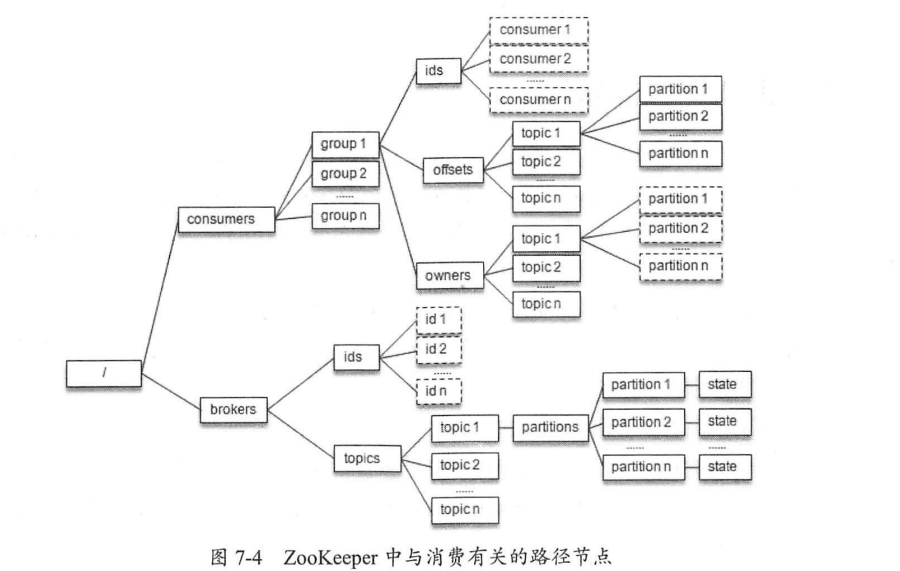 consumer 1
consumer 2
......
consumer n
ids
partition 1
partition 2
......
partition n
topic 1
topic 2
......
topic n
offsets
group 1
group 2
......
group n
consumers
partition 1
partition 2
......
partition n
topic 1
topic 2
......
topic n
owners
id 1
id 2
......
id n
ids
/
brokers
partition 1
state
partition 2
state
......
......
partition n
state
topic 1
partitions
topic 2
......
topic n
topics
图 7-4 ZooKeeper 中与消费有关的路径节点